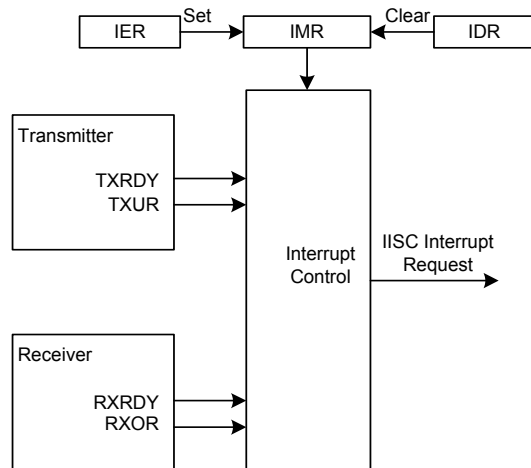 Set
Clear
IER
IMR
IDR
Transmitter
TXRDY
TXUR
Interrupt
Control
IISC Interrupt
Request
Receiver
RXRDY
RXOR